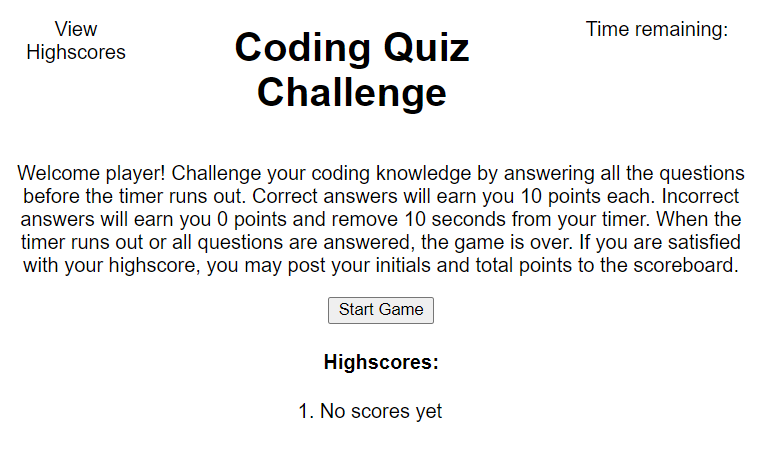 View
Highscores
Coding Quiz
Challenge
Time remaining:
Welcome player! Challenge your coding knowledge by answering all the questions
before the timer runs out. Correct answers will earn you 10 points each. Incorrect
answers will earn you 0 points and remove 10 seconds from your timer. When the
timer runs out or all questions are answered, the game is over. If you are satisfied
with your highscore, you may post your initials and total points to the scoreboard.
Start Game
Highscores:
1. No scores yet